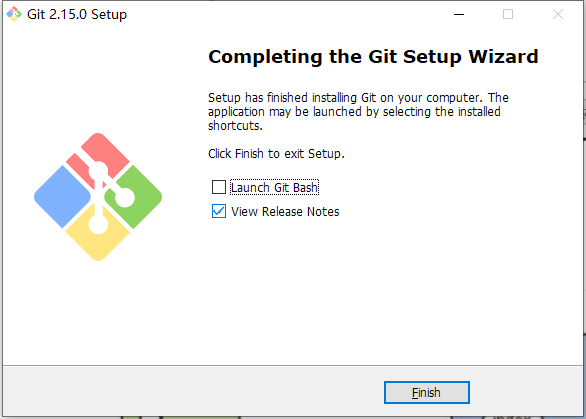 Git 2.15.0 Setup
Completing the Git Setup Wizard
Setup has finished installing Git on your computer. The
application may be launched by selecting the installed
shortcuts.
Click Finish to exit Setup.
Launch Git Bash
View Release Notes
Finish